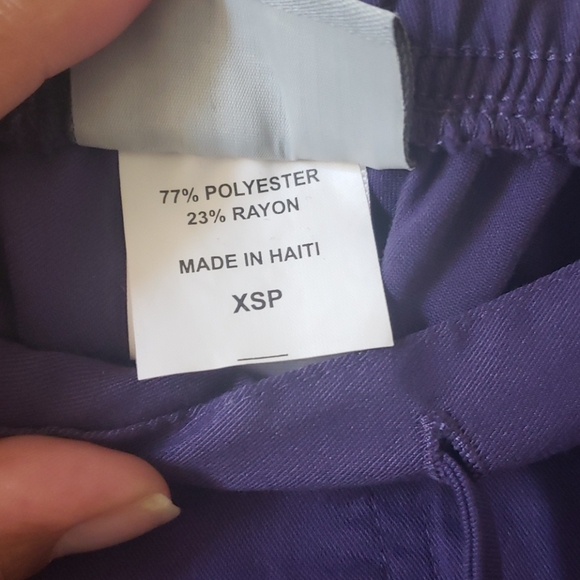 77% POLYESTER
23% RAYON
MADE IN HAITI
XSP